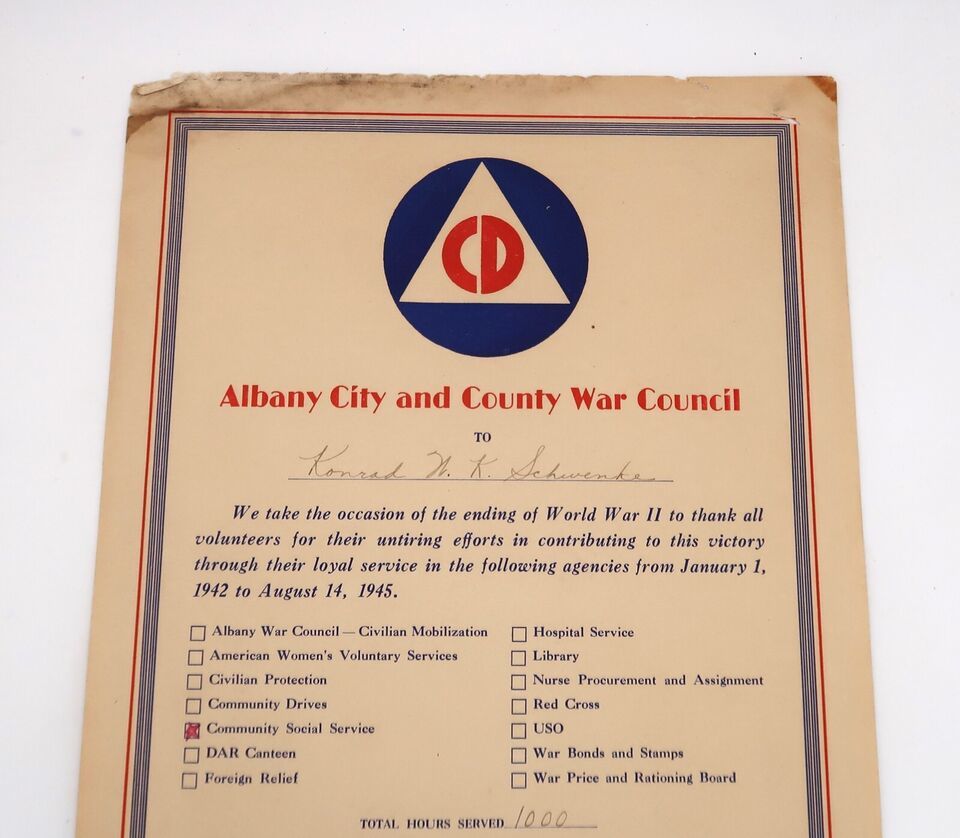 CD
Albany City and County War Council
TO
Konrad W. K. Schwenke
We take the occasion of the ending of World War II to thank all
volunteers for their untiring efforts in contributing to this victory
through their loyal service in the following agencies from January 1,
1942 to August 14, 1945.
Albany War Council — Civilian Mobilization
American Women's Voluntary Services
Civilian Protection
Community Drives
Community Social Service
DAR Canteen
Foreign Relief
Hospital Service
Library
Nurse Procurement and Assignment
Red Cross
USO
War Bonds and Stamps
War Price and Rationing Board
TOTAL HOURS SERVED 1000